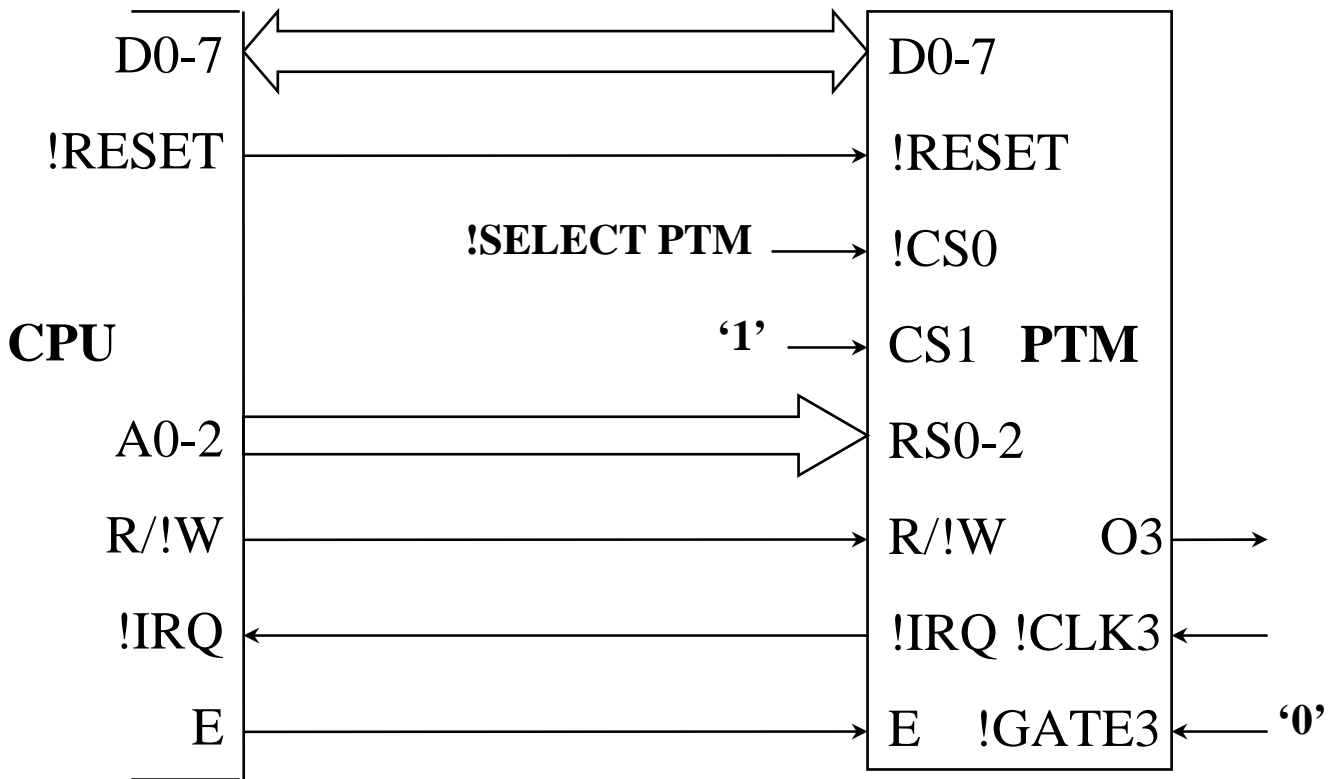 D0-7 D0-7
!RESET !RESET
!SELECT PTM !CS0
CPU ‘1’ CS1 PTM
A0-2 RS0-2
R/!W R/!W O3
!IRQ !IRQ !CLK3
E E !GATE3 ‘0’